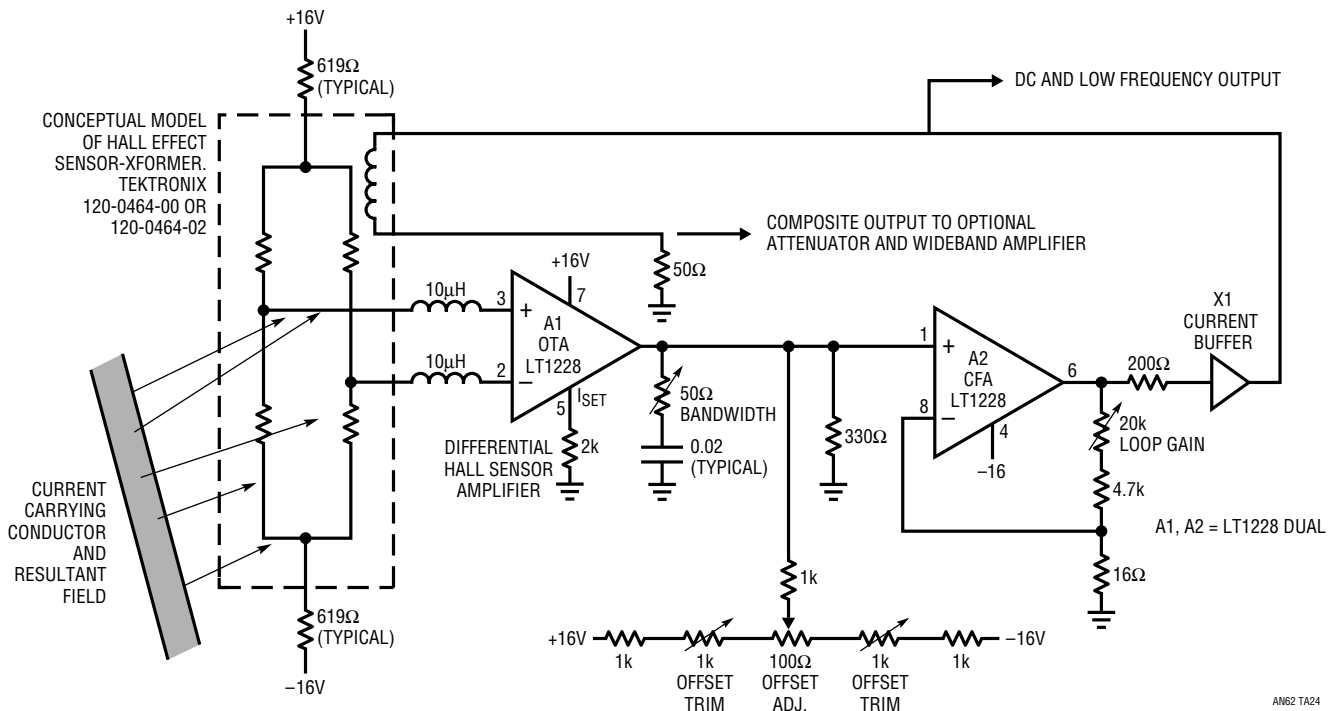 +16V
619Ω
(TYPICAL)
DC AND LOW FREQUENCY OUTPUT
CONCEPTUAL MODEL
OF HALL EFFECT
SENSOR-XFORMER.
TEKTRONIX
120-0464-00 OR
120-0464-02
COMPOSITE OUTPUT TO OPTIONAL
ATTENUATOR AND WIDEBAND AMPLIFIER
50Ω
+16V
7
10µH
3
+
A1
OTA
LT1228
10µH
2
−
5
ISET
2k
DIFFERENTIAL
HALL SENSOR
AMPLIFIER
50Ω
BANDWIDTH
0.02
(TYPICAL)
330Ω
1
+
A2
CFA
LT1228
6
8
−
4
−16
200Ω
X1
CURRENT
BUFFER
20k
LOOP GAIN
4.7k
A1, A2 = LT1228 DUAL
16Ω
CURRENT
CARRYING
CONDUCTOR
AND
RESULTANT
FIELD
619Ω
(TYPICAL)
−16V
1k
+16V
1k
1k
OFFSET
TRIM
100Ω
OFFSET
ADJ.
1k
OFFSET
TRIM
1k
−16V
AN62 TA24